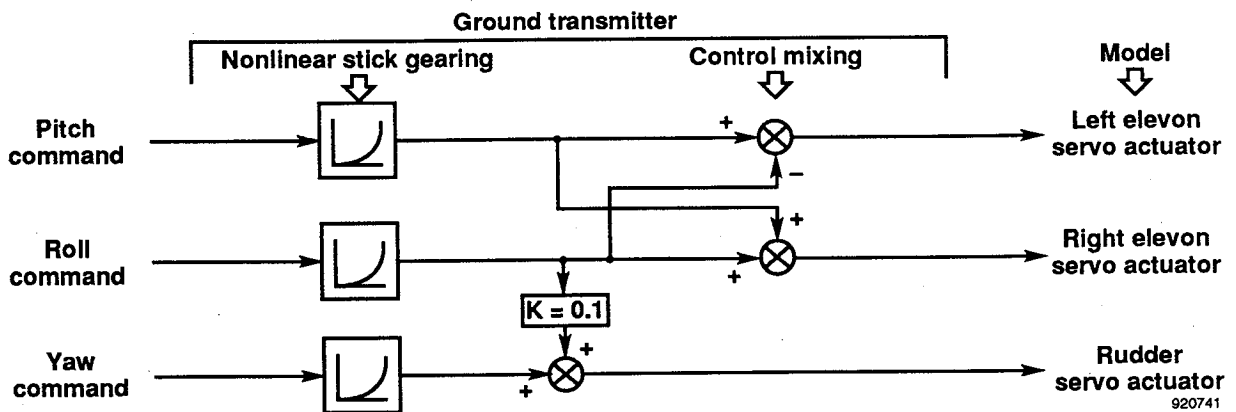 Ground transmitter
Nonlinear stick gearing
Control mixing
Model
Pitch
command
+
−
Left elevon
servo actuator
Roll
command
+
+
Right elevon
servo actuator
K = 0.1
Yaw
command
+
+
Rudder
servo actuator
920741